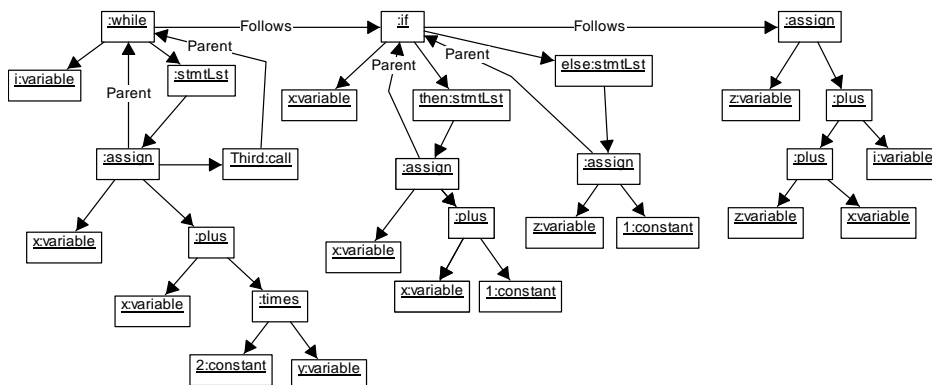 :while
Follows
:if
Follows
:assign
Parent
Parent
Parent
Parent
i:variable
:stmtLst
x:variable
then:stmtLst
else:stmtLst
z:variable
:plus
:assign
Third:call
:assign
:assign
:plus
i:variable
x:variable
:plus
x:variable
:plus
z:variable
1:constant
z:variable
x:variable
x:variable
:times
x:variable
1:constant
2:constant
y:variable